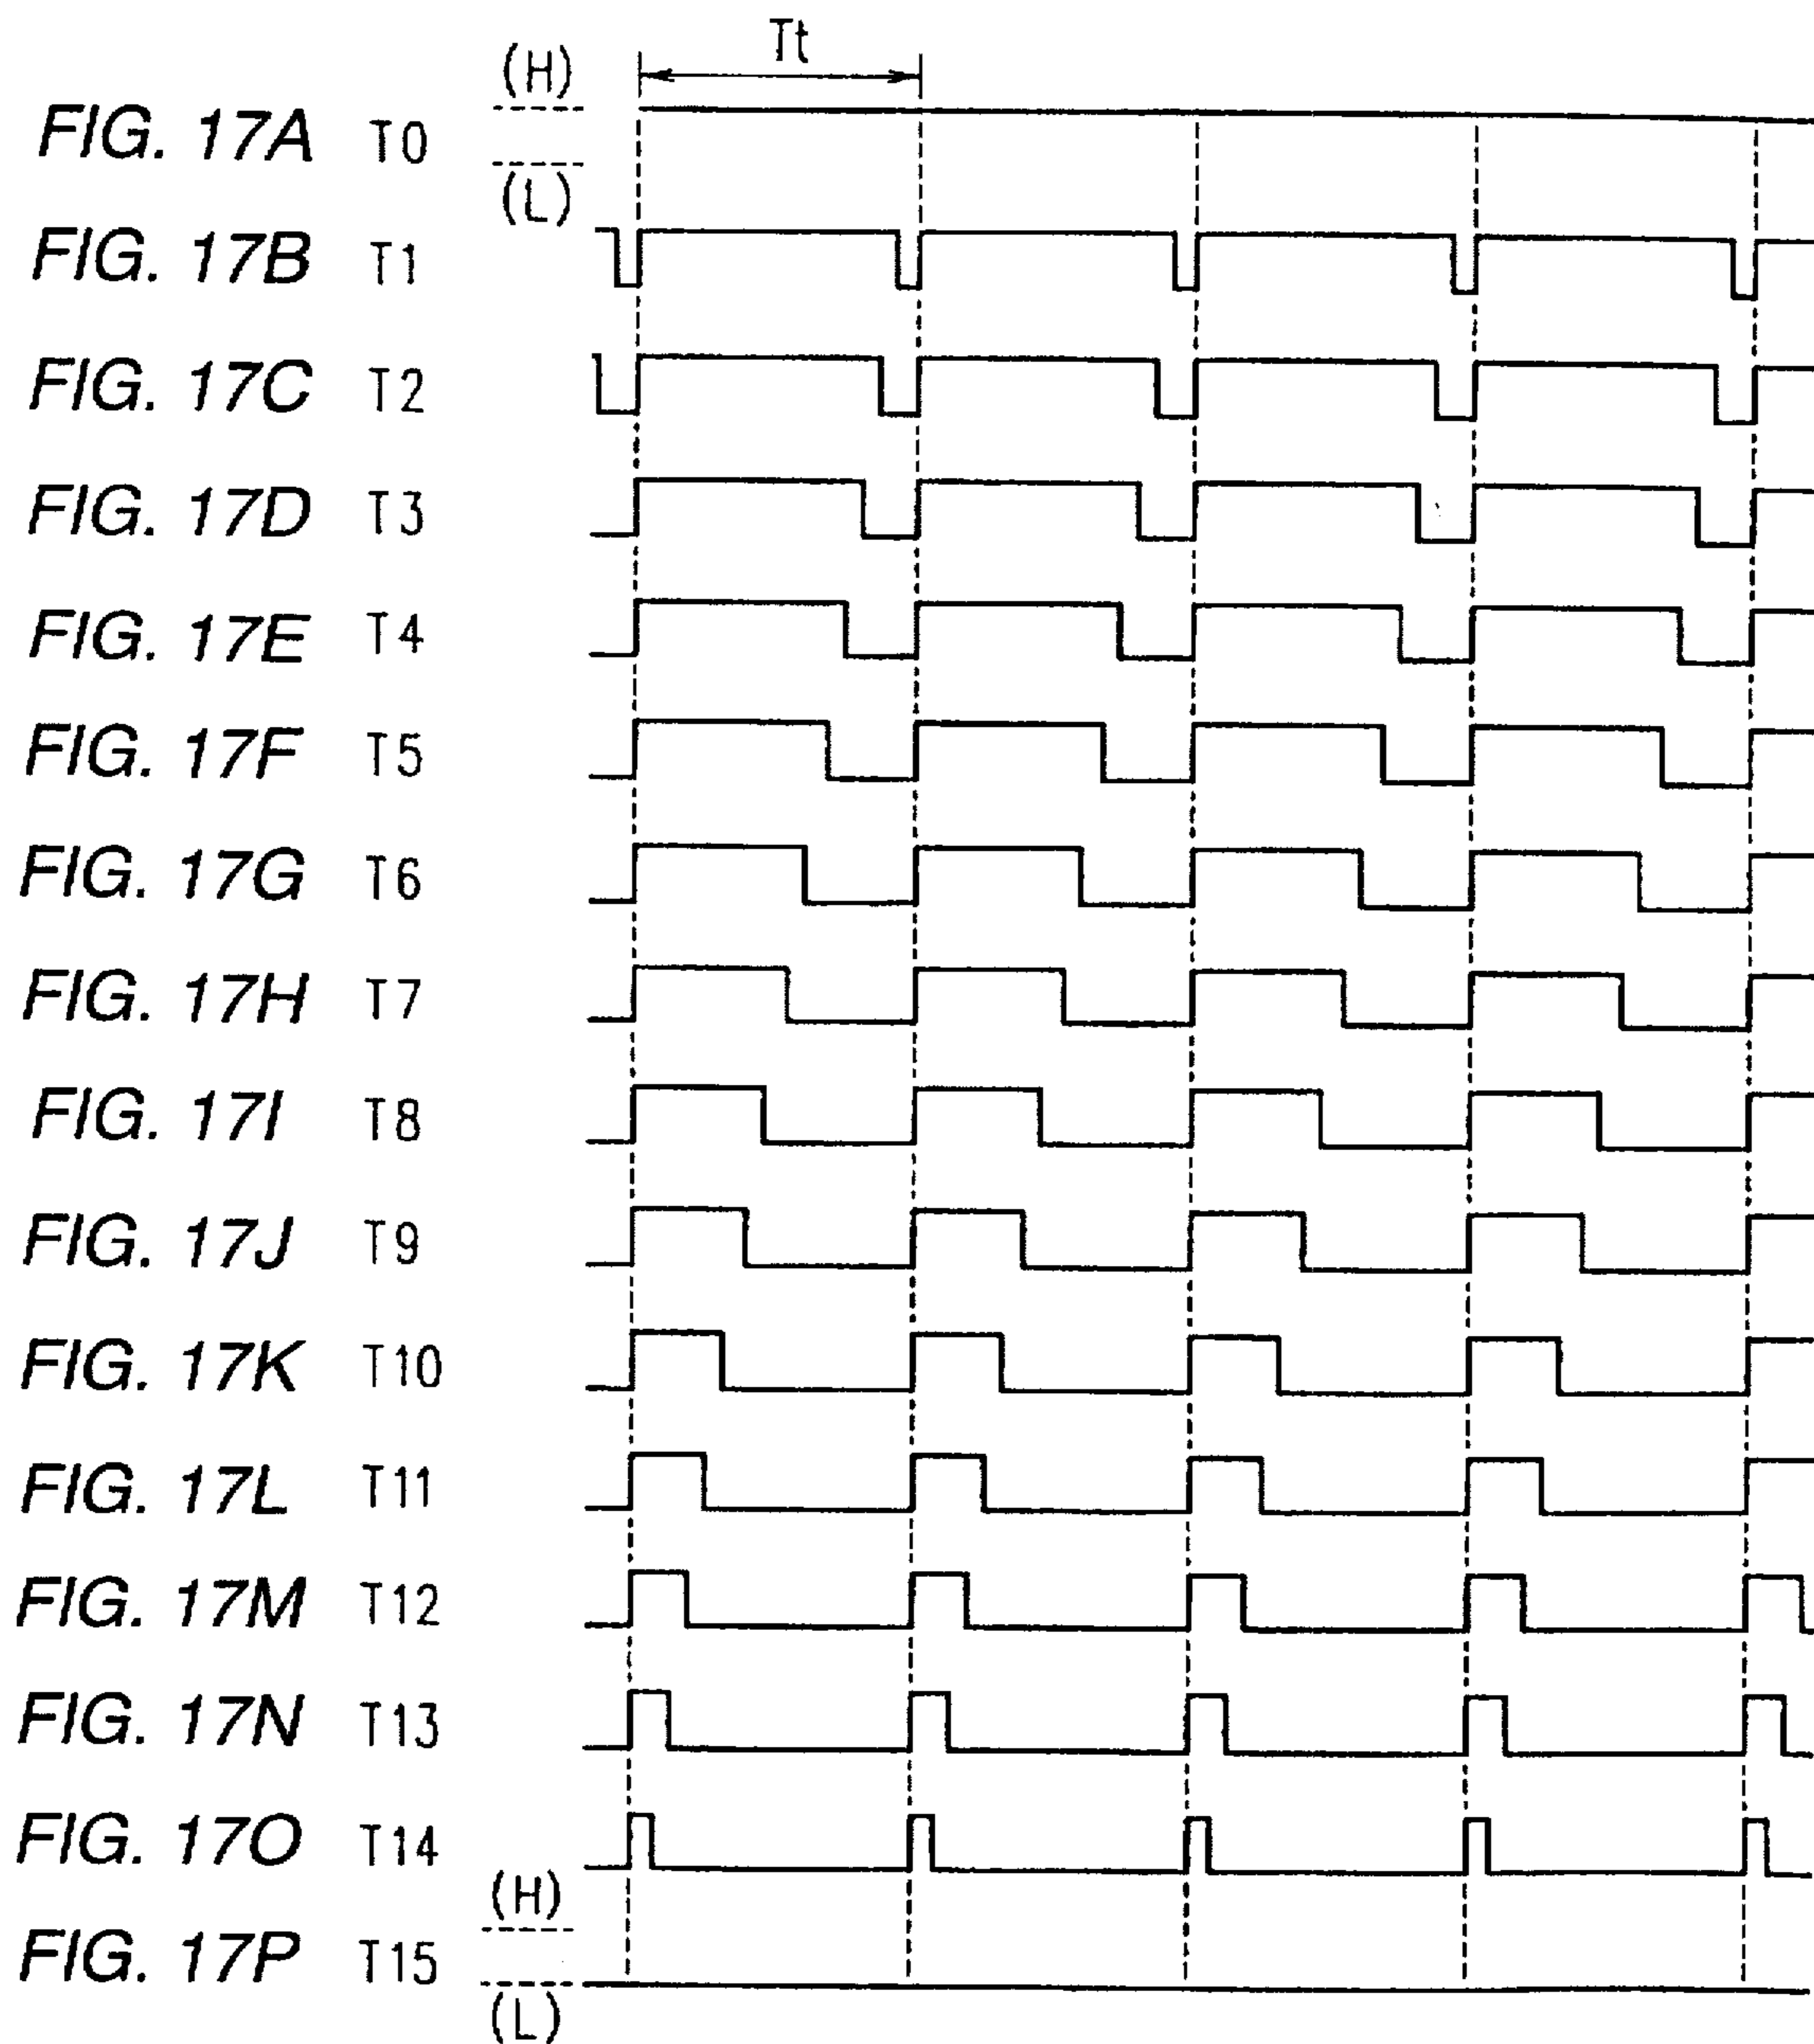 Tt
(H)
FIG. 17A T0
(L)
FIG. 17B T1
FIG. 17C T2
FIG. 17D T3
FIG. 17E T4
FIG. 17F T5
FIG. 17G T6
FIG. 17H T7
FIG. 17I T8
FIG. 17J T9
FIG. 17K T10
FIG. 17L T11
FIG. 17M T12
FIG. 17N T13
FIG. 17O T14
(H)
FIG. 17P T15
(L)